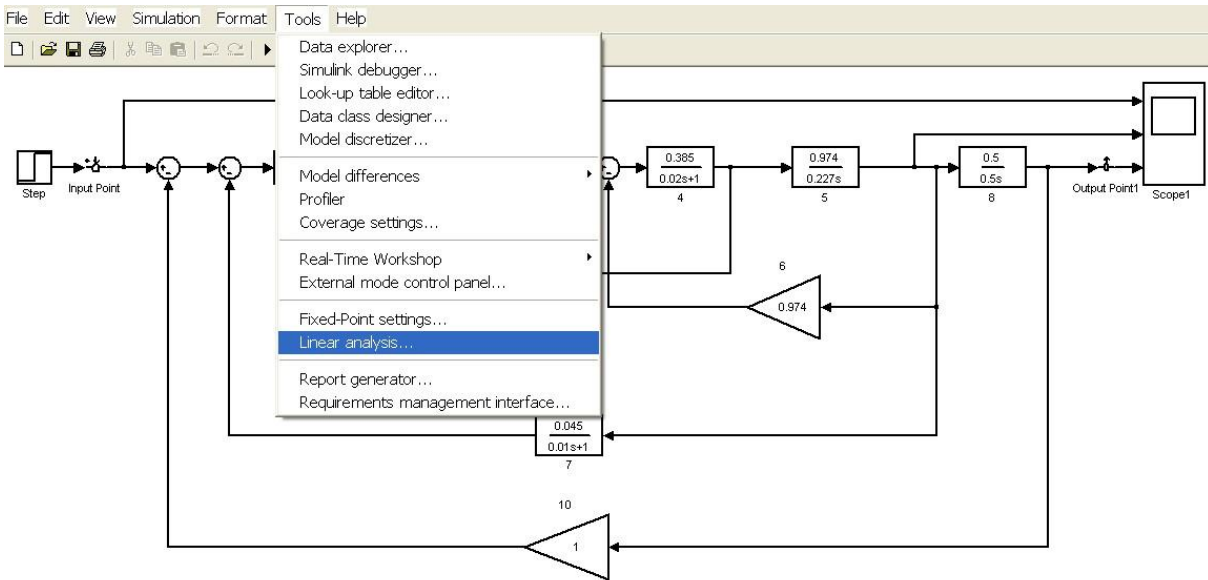 File Edit View Simulation Format Tools Help
Data explorer...
Simulink debugger...
Look-up table editor...
Data class designer...
Model discretizer...
Model differences
Profiler
Coverage settings...
Real-Time Workshop
External mode control panel...
Fixed-Point settings...
Linear analysis...
Report generator...
Requirements management interface...
Step
Input Point
0.385
0.02s+1
4
0.974
0.227s
5
0.5
0.5s
8
Output Point1
Scope1
6
0.974
0.045
0.01s+1
7
10
1